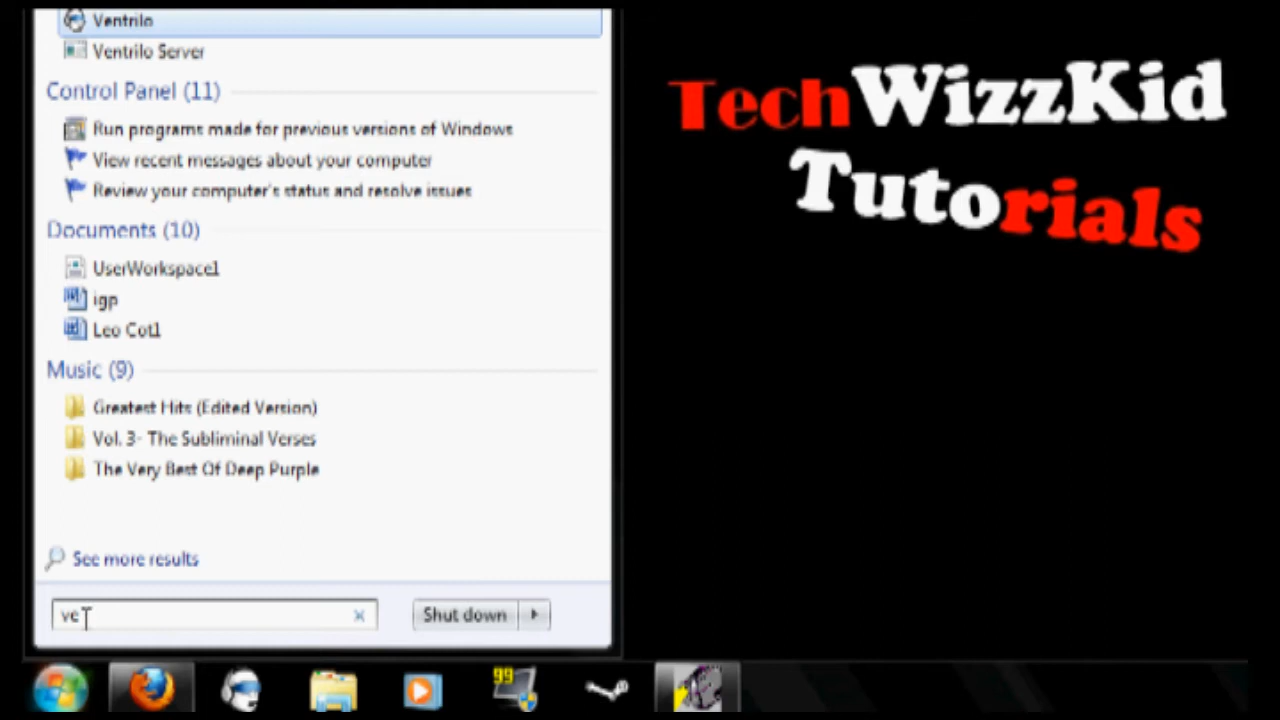 Ventrilo
Ventrilo Server
Control Panel (11)
Run programs made for previous versions of Windows
View recent messages about your computer
Review your computer's status and resolve issues
Documents (10)
UserWorkspace1
igp
Leo Cot1
Music (9)
Greatest Hits (Edited Version)
Vol. 3- The Subliminal Verses
The Very Best Of Deep Purple
See more results
ve
Shut down
TechWizzKid
Tutorials
99